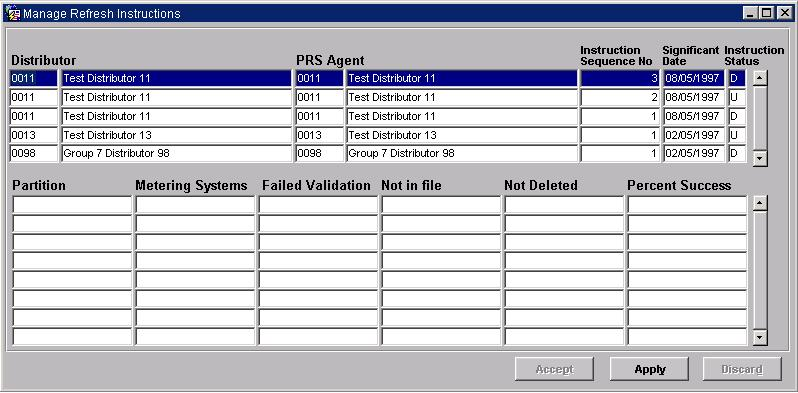 Manage Refresh Instructions
Distributor PRS Agent Instruction Sequence No Significant Date Instruction Status
0011 Test Distributor 11 0011 Test Distributor 11 3 08/05/1997 D
0011 Test Distributor 11 0011 Test Distributor 11 2 08/05/1997 U
0011 Test Distributor 11 0011 Test Distributor 11 1 08/05/1997 D
0013 Test Distributor 13 0013 Test Distributor 13 1 02/05/1997 U
0098 Group 7 Distributor 98 0098 Group 7 Distributor 98 1 02/05/1997 D
Partition Metering Systems Failed Validation Not in file Not Deleted Percent Success
Accept Apply Discard